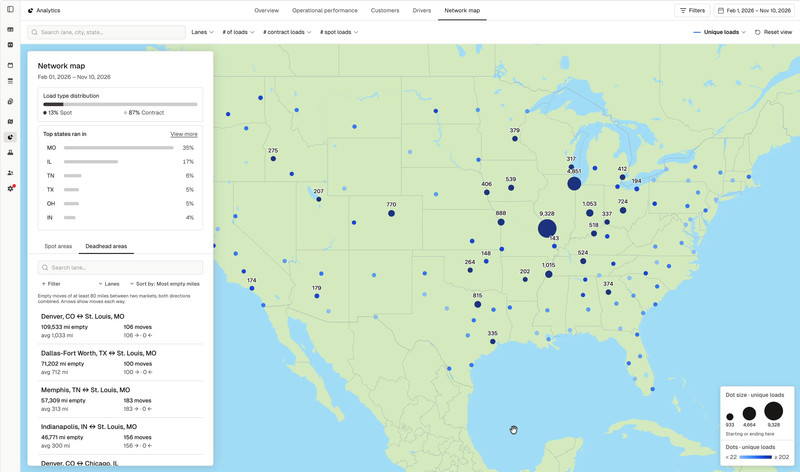 Analytics
Overview
Operational performance
Customers
Drivers
Network map
Filters
Feb 1, 2026 – Nov 10, 2026
Search lane, city, state...
Lanes
# of loads
# contract loads
# spot loads
Unique loads
Reset view
Network map
Feb 01, 2026 – Nov 10, 2026
Load type distribution
13% Spot
87% Contract
Top states ran in
View more
MO 35%
IL 17%
TN 6%
TX 5%
OH 5%
IN 4%
Spot areas
Deadhead areas
Search lane...
+ Filter
Lanes
Sort by: Most empty miles
Empty moves of at least 80 miles between two markets, both directions
combined. Arrows show moves each way.
Denver, CO ↔ St. Louis, MO
109,533 mi empty 106 moves
avg 1,033 mi 106 → · 0 ←
Dallas-Fort Worth, TX ↔ St. Louis, MO
71,202 mi empty 100 moves
avg 712 mi 100 → · 0 ←
Memphis, TN ↔ St. Louis, MO
57,309 mi empty 183 moves
avg 313 mi 183 → · 0 ←
Indianapolis, IN ↔ St. Louis, MO
46,771 mi empty 156 moves
avg 300 mi 156 → · 0 ←
Denver, CO ↔ Chicago, IL
379
275
317
4,851
412
194
207
406
539
770
888
9,328
143
1,053
337
724
518
148
264
174
179
202
1,015
524
374
815
335
Dot size · unique loads
933
4,664
9,328
Starting or ending here
Dots · unique loads
< 22
≥ 202